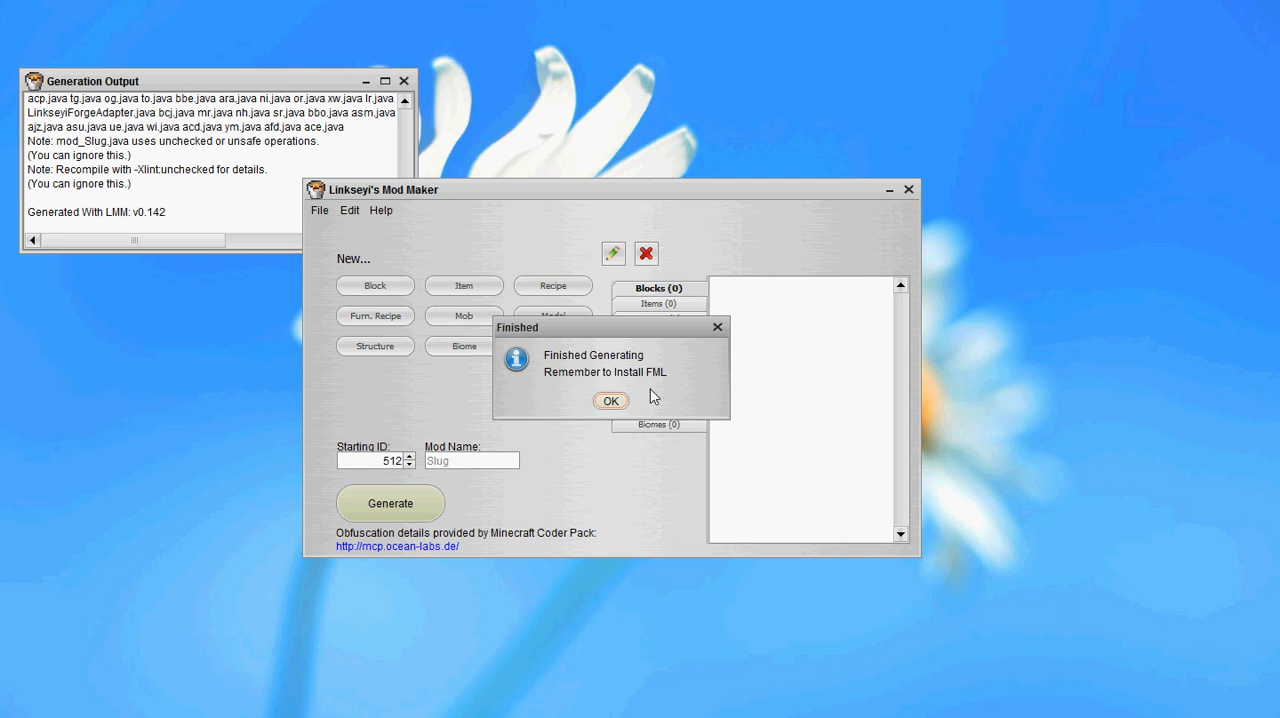 Generation Output
acp.java tg.java og.java to.java bbe.java ara.java ni.java or.java xw.java lr.java
LinkseyiForgeAdapter.java bcj.java mr.java nh.java sr.java bbo.java asm.java
ajz.java asu.java ue.java wi.java acd.java ym.java afd.java ace.java
Note: mod_Slug.java uses unchecked or unsafe operations.
(You can ignore this.)
Note: Recompile with -Xlint:unchecked for details.
(You can ignore this.)
Generated With LMM: v0.142
Linkseyi's Mod Maker
File Edit Help
New...
Block Item Recipe
Furn. Recipe Mob Model
Structure Biome
Blocks (0)
Items (0)
Finished
Finished Generating
Remember to Install FML
OK
Biomes (0)
Starting ID: Mod Name:
512 Slug
Generate
Obfuscation details provided by Minecraft Coder Pack:
http://mcp.ocean-labs.de/